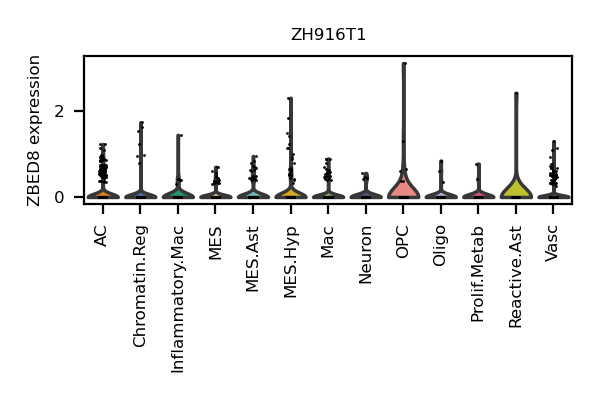 ZH916T1
ZBED8 expression
2
0
AC
Chromatin.Reg
Inflammatory.Mac
MES
MES.Ast
MES.Hyp
Mac
Neuron
OPC
Oligo
Prolif.Metab
Reactive.Ast
Vasc